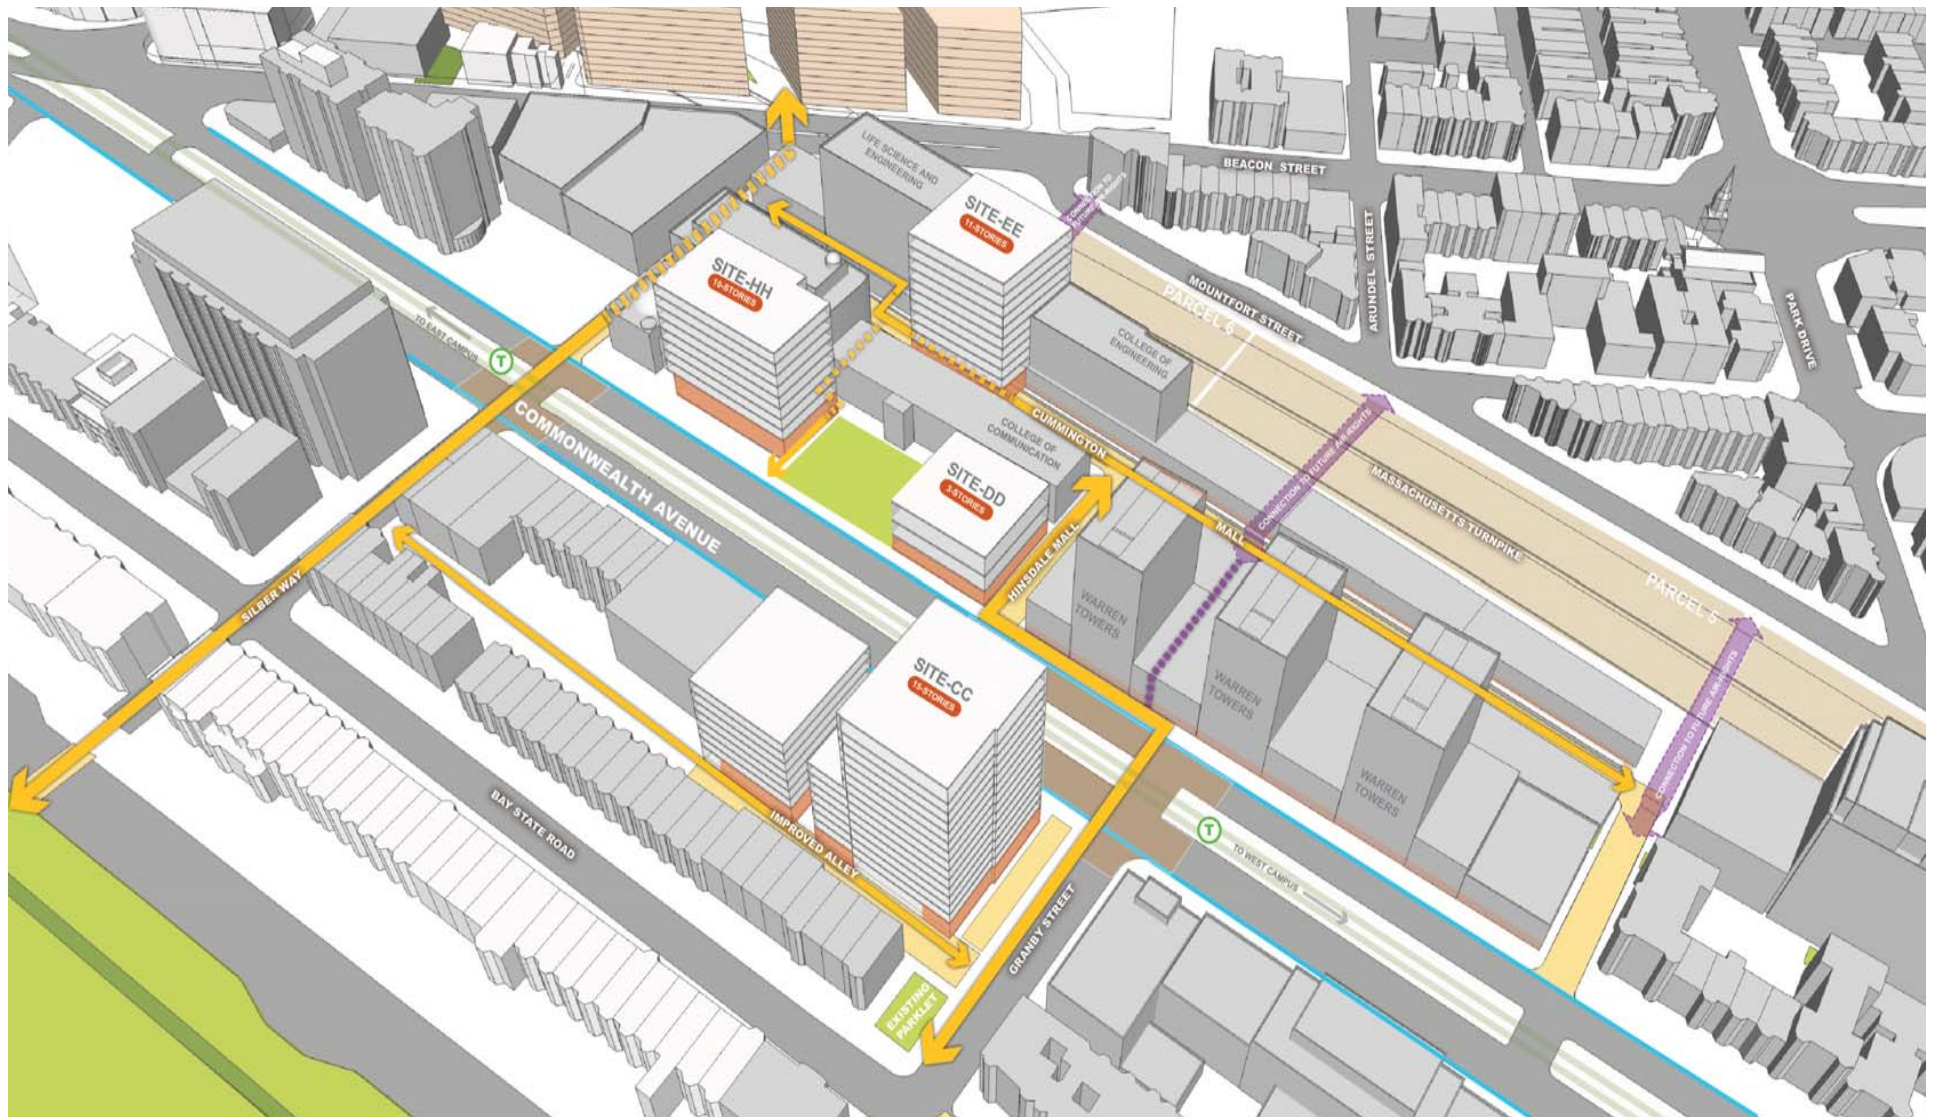 LIFE SCIENCE AND
ENGINEERING
BEACON STREET
CONNECTION TO
SITE-EE
11-STORIES
ARUNDEL STREET
PARK DRIVE
SITE-HH
10-STORIES
MOUNTFORT STREET
PARCEL 6
TO EAST CAMPUS
T
COLLEGE OF
ENGINEERING
COMMONWEALTH AVENUE
CUMMINGTON
COLLEGE OF
COMMUNICATION
SITE-DD
3-STORIES
CONNECTION TO FUTURE AIR-RIGHTS
MASSACHUSETTS TURNPIKE
MALL
HINSDALE MALL
SILBER WAY
WARREN
TOWERS
WARREN
TOWERS
WARREN
TOWERS
PARCEL 5
CONNECTION TO FUTURE AIR-RIGHTS
SITE-CC
15-STORIES
BAY STATE ROAD
IMPROVED ALLEY
T
TO WEST CAMPUS
GRANBY STREET
EXISTING
PARKLET